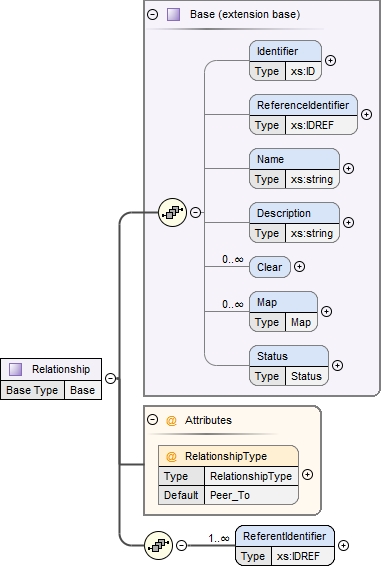 Base (extension base)
Identifier
Type xs:ID
ReferenceIdentifier
Type xs:IDREF
Name
Type xs:string
Description
Type xs:string
0..∞
Clear
0..∞
Map
Type Map
Status
Type Status
Relationship
Base Type Base
@ Attributes
@ RelationshipType
Type RelationshipType
Default Peer_To
1..∞
ReferentIdentifier
Type xs:IDREF